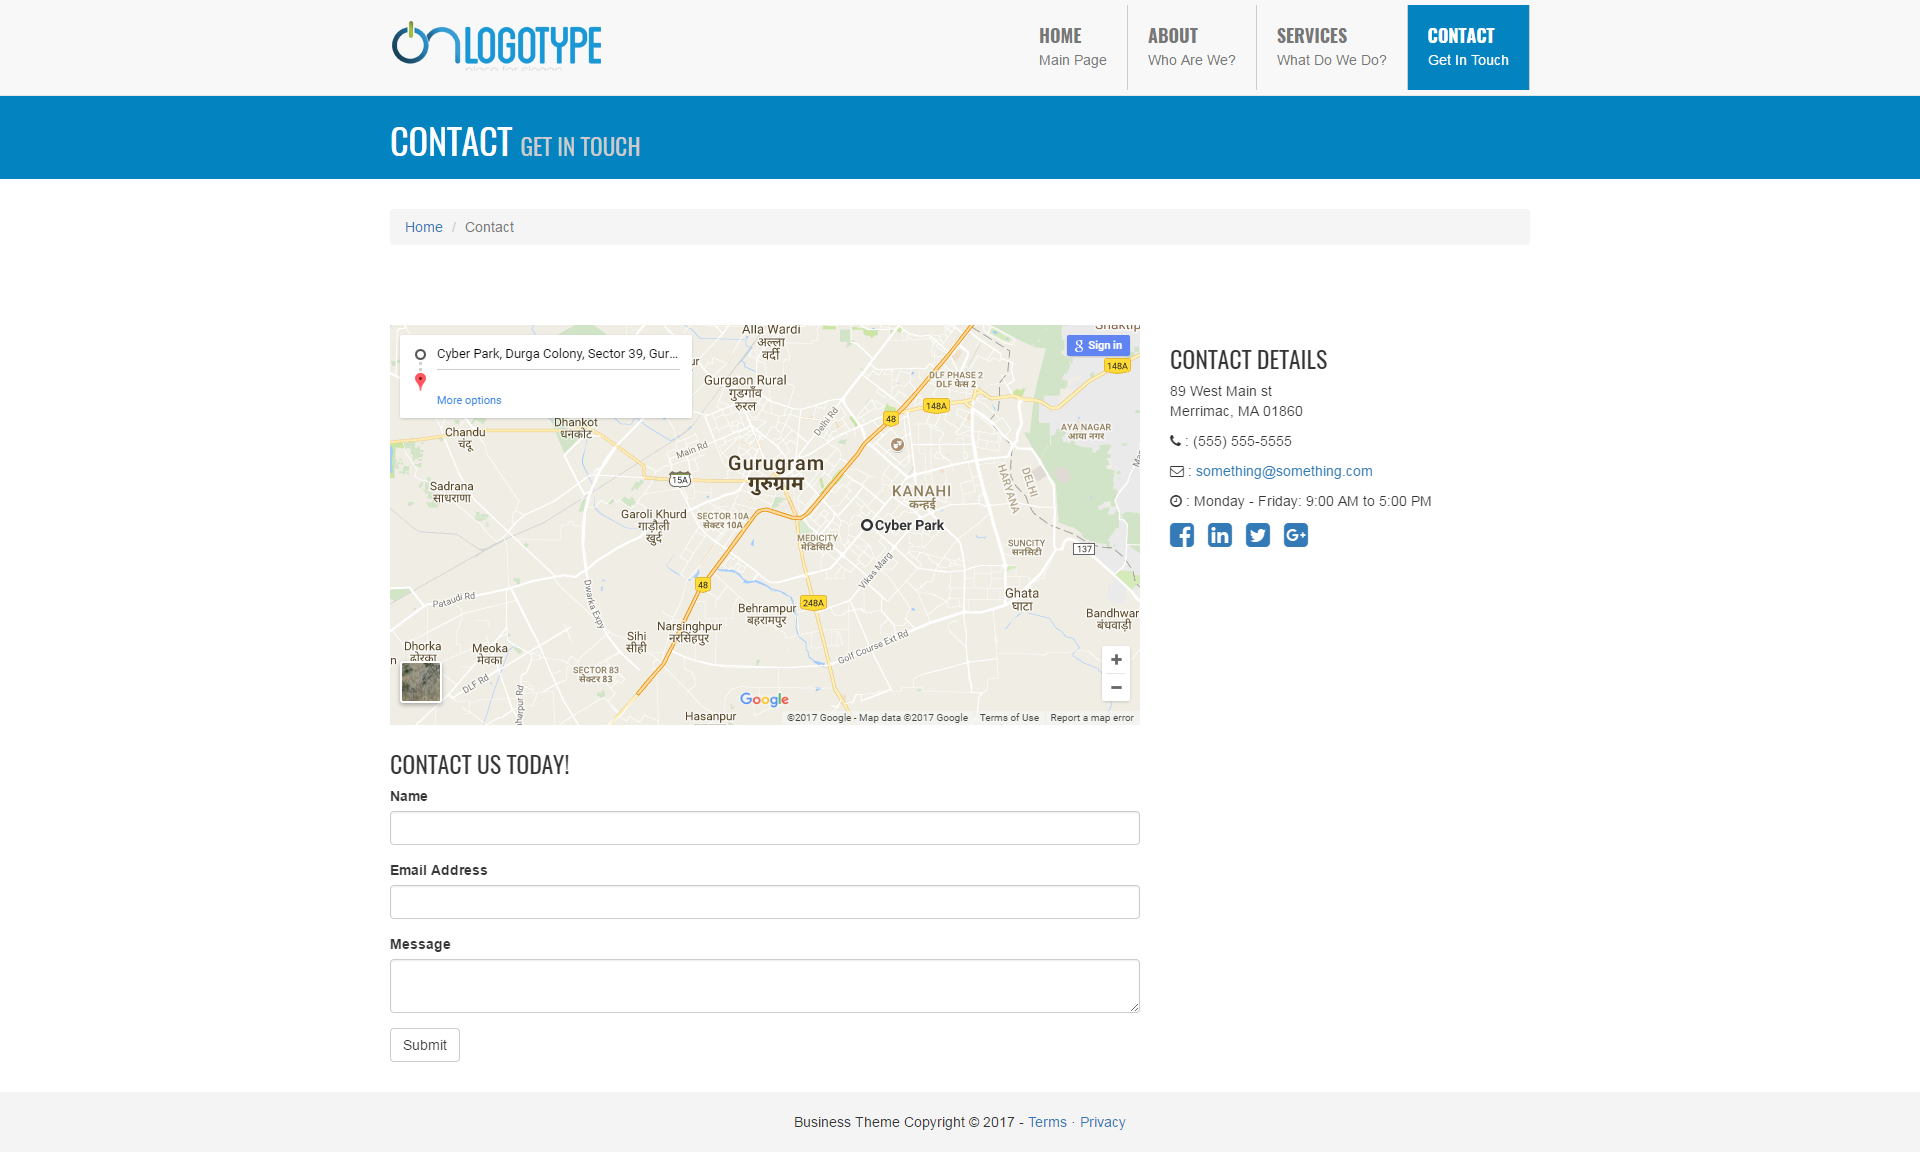 LOGOTYPE
HOME
Main Page
ABOUT
Who Are We?
SERVICES
What Do We Do?
CONTACT
Get In Touch
CONTACT GET IN TOUCH
Home / Contact
Cyber Park, Durga Colony, Sector 39, Gur...
More options
Sign in
Alla Wardi
अल्ला
वर्दी
Gurgaon Rural
गुडगाँव
रुरल
DLF PHASE 2
DLF फेस 2
148A
148A
48
Delhi Rd
Dhankot
धनकोट
Chandu
चंदू
AYA NAGAR
आया नगर
Main Rd
Gurugram
गुरुग्राम
15A
Sadrana
साधराणा
KANAHI
कन्हई
HARYANA
DELHI
Garoli Khurd
गाड़ौली
खुर्द
SECTOR 10A
सेक्टर 10A
Cyber Park
MEDICITY
मेडिसिटी
SUNCITY
सनसिटी
137
Vikas Marg
48
Pataudi Rd
Dwarka Expy
Ghata
घाटा
248A
Behrampur
बहरामपुर
Bandhwar
बंधवाड़ी
Narsinghpur
नरसिंहपुर
Sihi
सीही
Golf Course Ext Rd
Dhorka
ढोरका
Meoka
मेवका
SECTOR 83
सेक्टर 83
DLF Rd
Google
Hasanpur
©2017 Google - Map data ©2017 Google Terms of Use Report a map error
CONTACT DETAILS
89 West Main st
Merrimac, MA 01860
: (555) 555-5555
: something@something.com
: Monday - Friday: 9:00 AM to 5:00 PM
CONTACT US TODAY!
Name
Email Address
Message
Submit
Business Theme Copyright © 2017 - Terms · Privacy